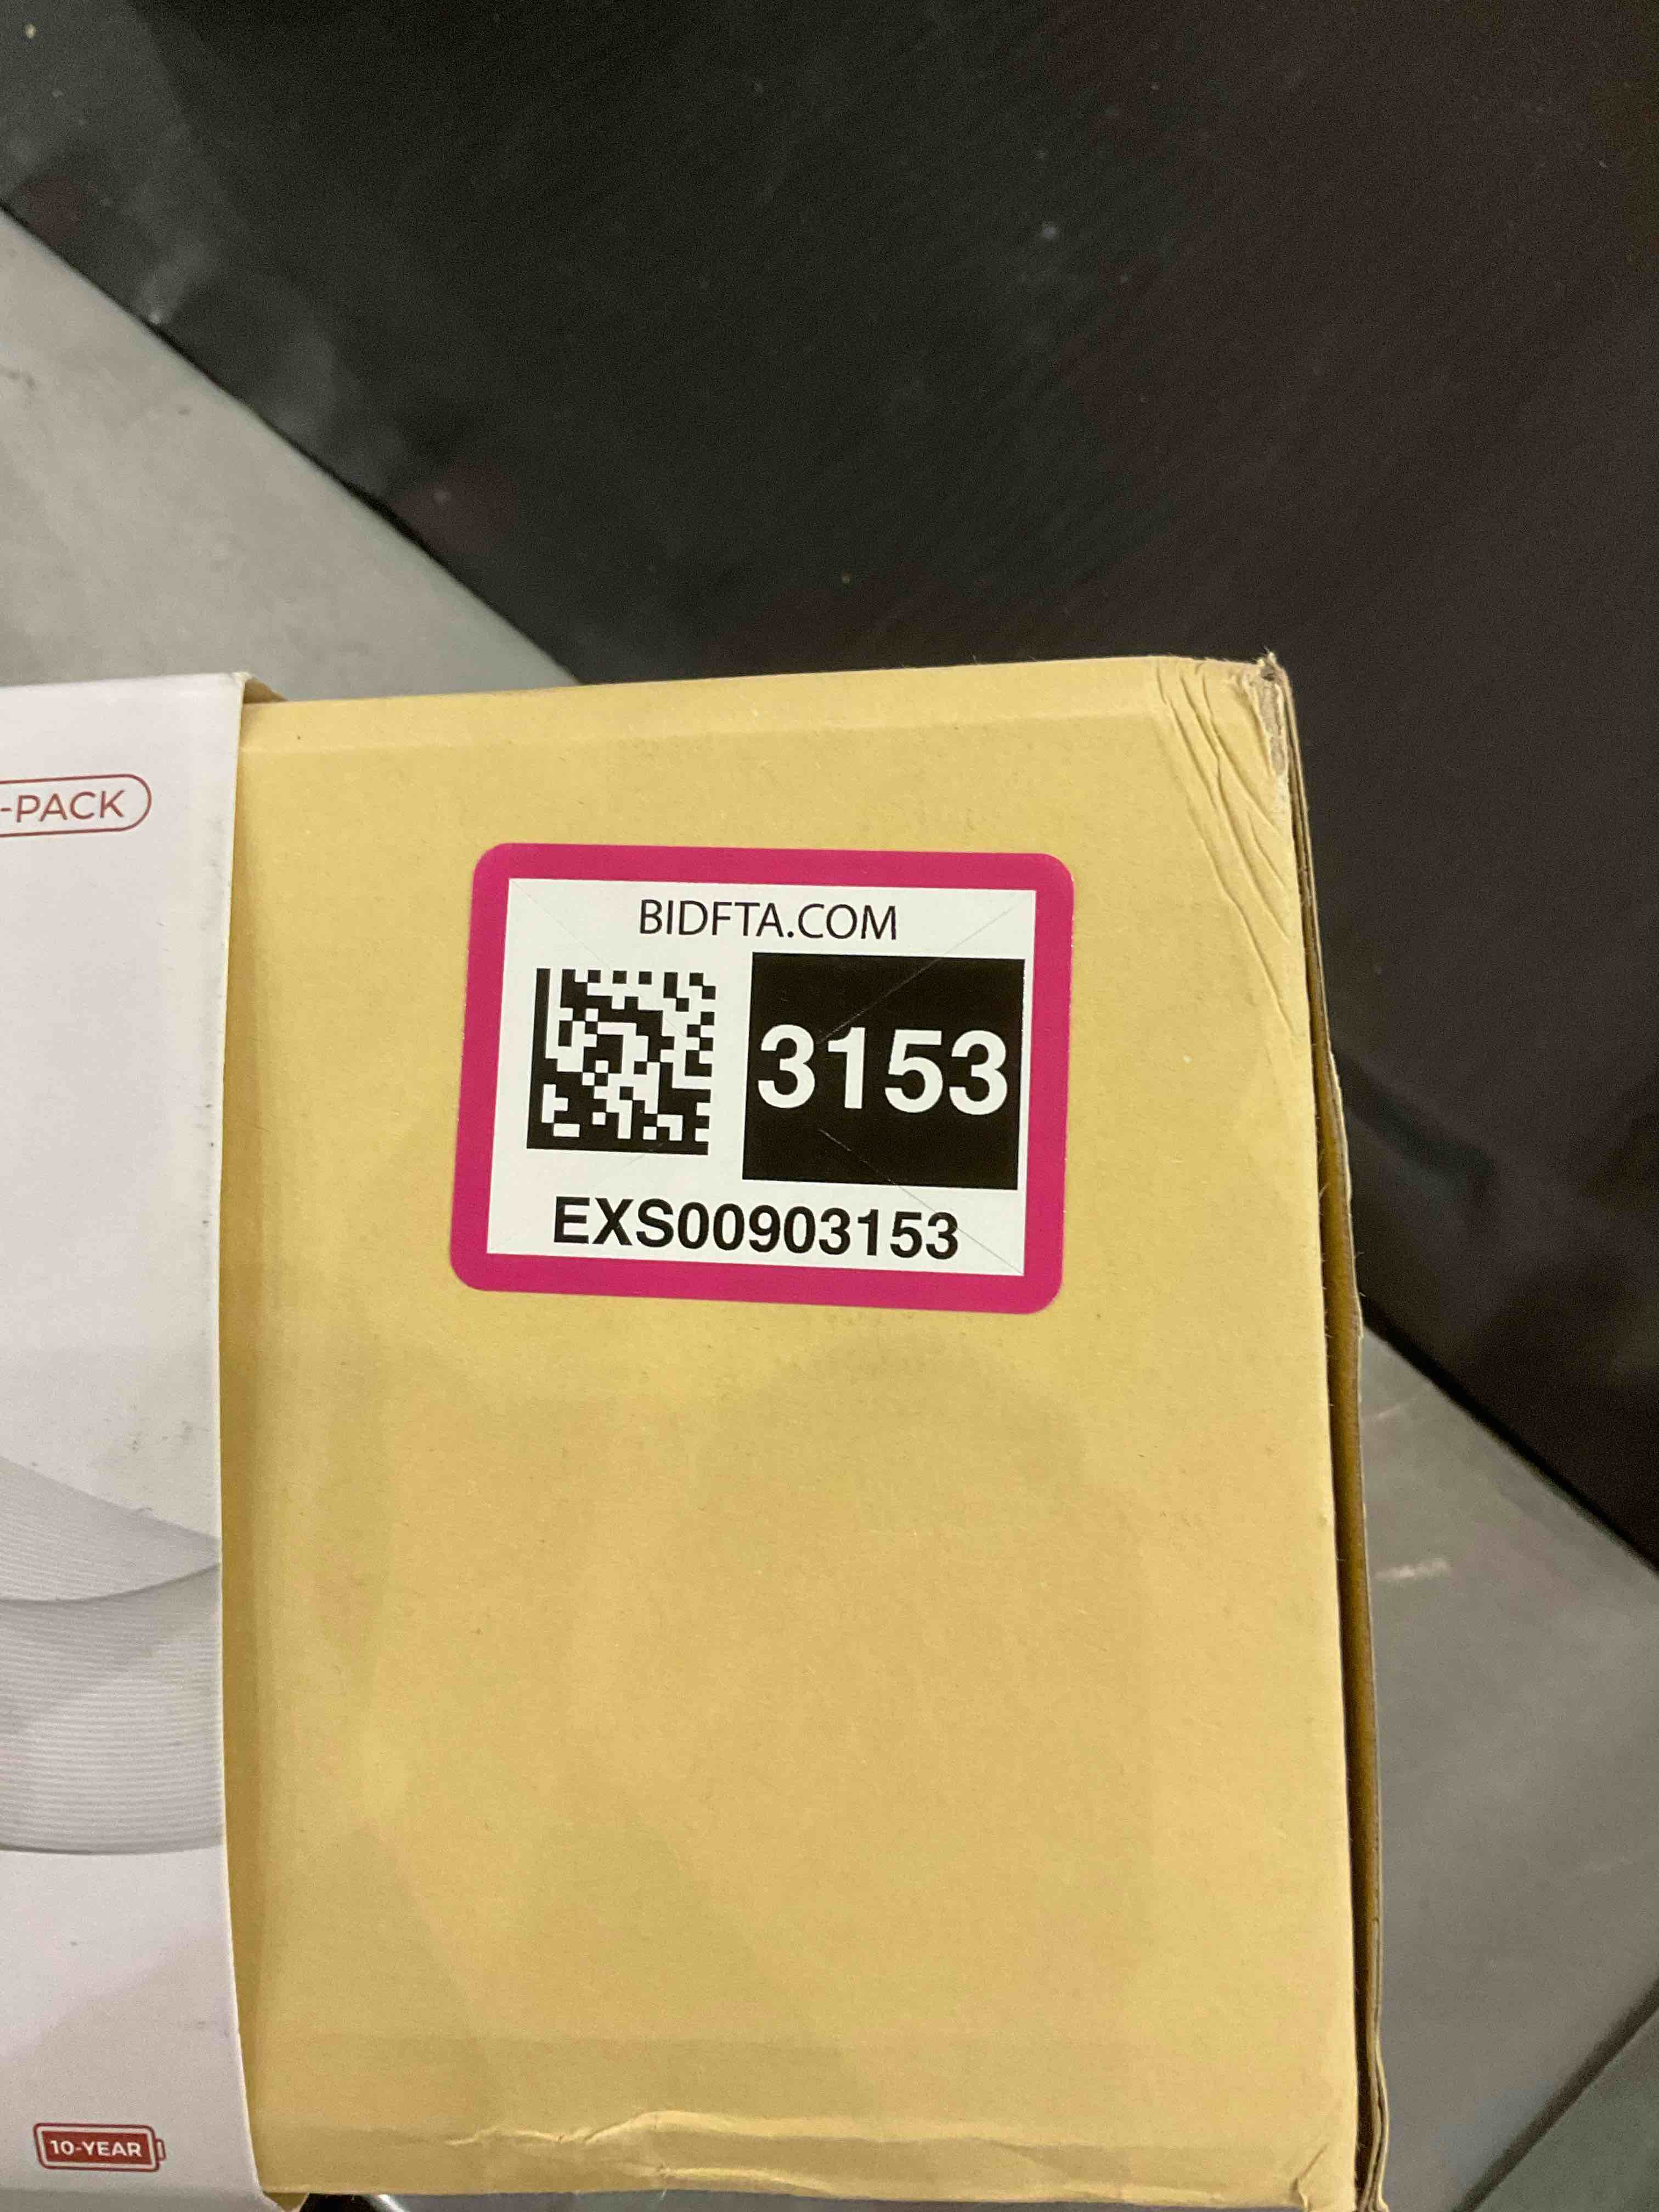 -PACK
BIDFTA.COM
3153
EXS00903153
10-YEAR